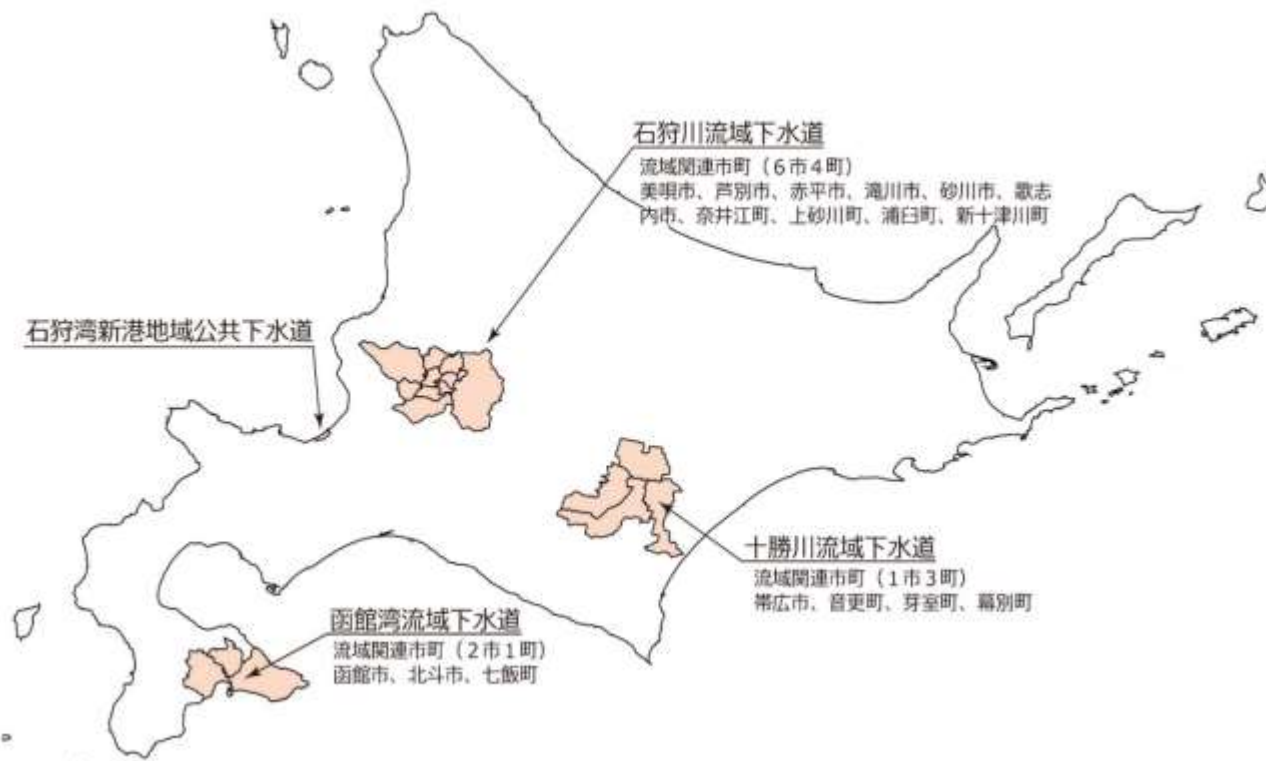 石狩川流域下水道
流域関連市町（6市4町）
美唄市、芦別市、赤平市、滝川市、砂川市、歌志
内市、奈井江町、上砂川町、浦臼町、新十津川町
石狩湾新港地域公共下水道
十勝川流域下水道
流域関連市町（1市3町）
帯広市、音更町、芽室町、幕別町
函館湾流域下水道
流域関連市町（2市1町）
函館市、北斗市、七飯町